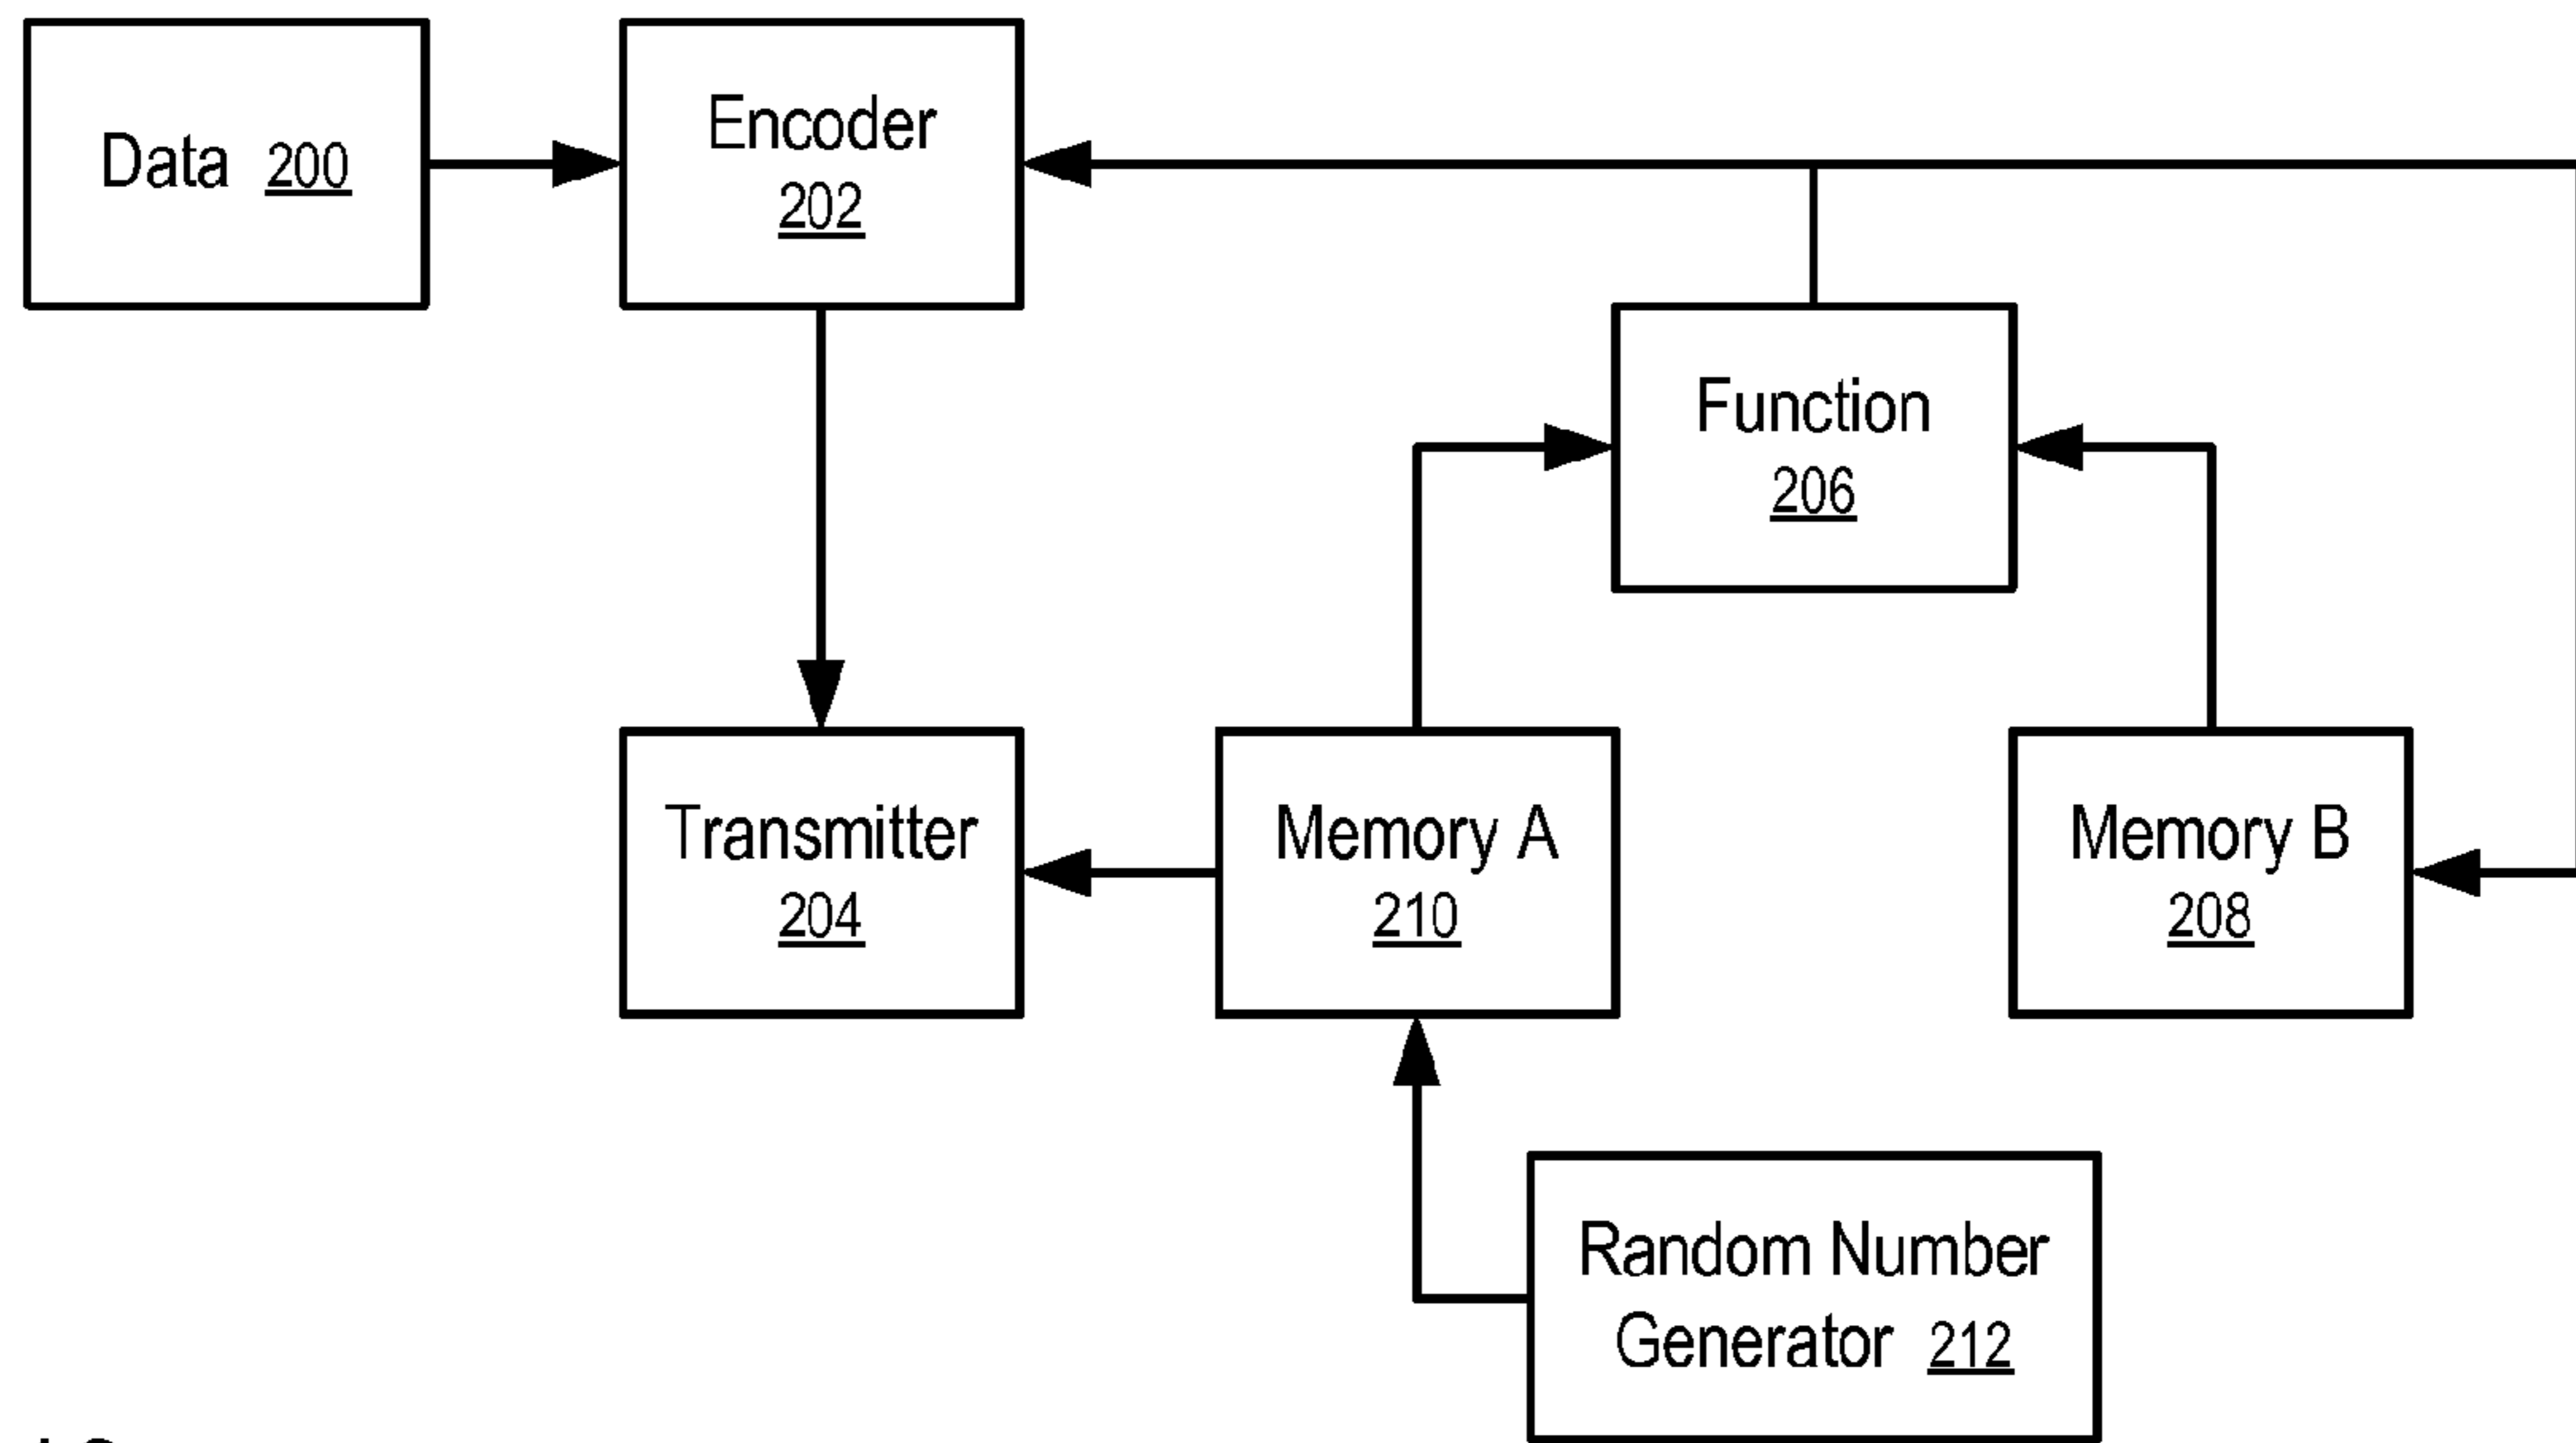 Data 200
Encoder
202
Function
206
Transmitter
204
Memory A
210
Memory B
208
Random Number
Generator 212